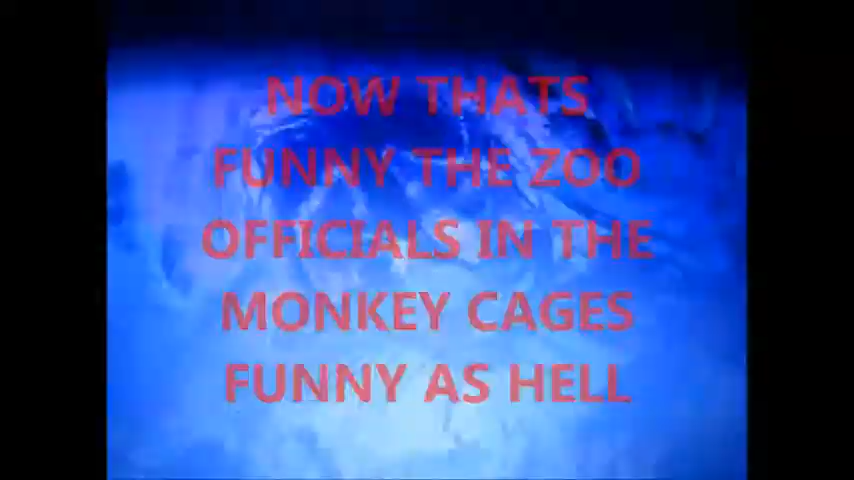 NOW THATS
FUNNY THE ZOO
OFFICIALS IN THE
MONKEY CAGES
FUNNY AS HELL